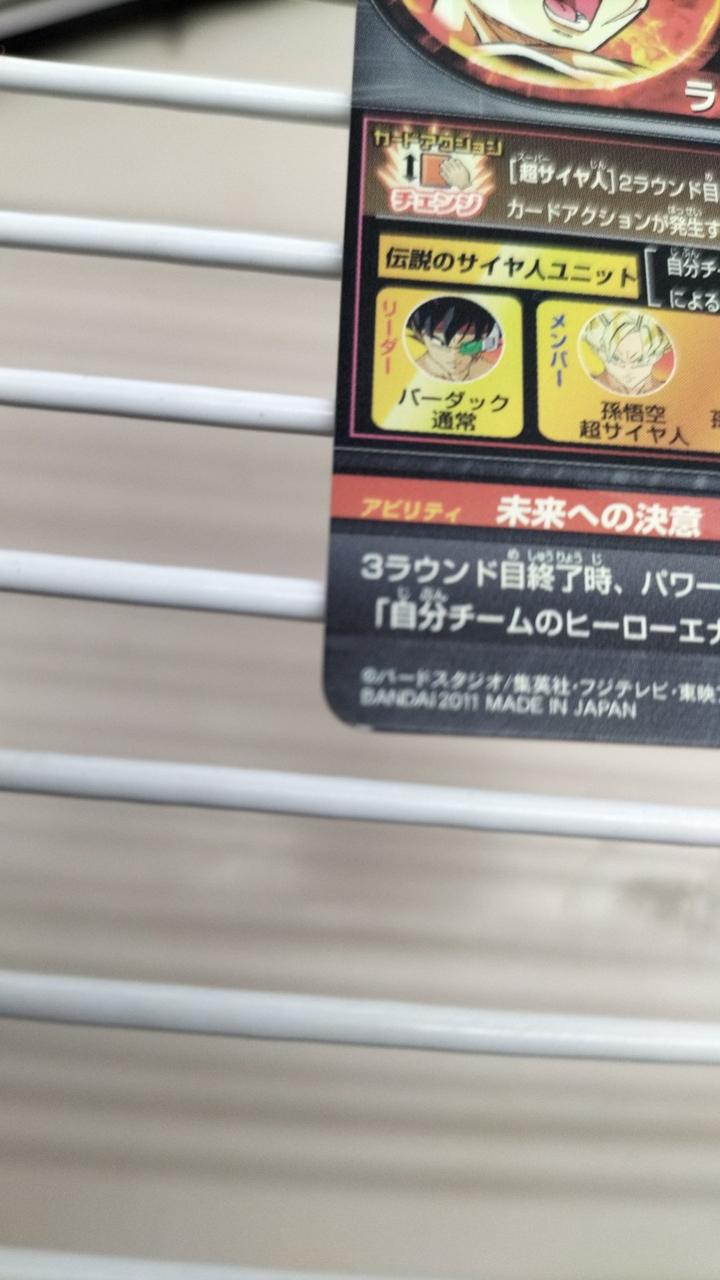 ラ
カードアクション
チェンジ
[超サイヤ人]2ラウンド目
カードアクションが発生す
伝説のサイヤ人ユニット
自分チー
による
リーダー
バーダック
通常
メンバー
孫悟空
超サイヤ人
孫
アビリティ 未来への決意
3ラウンド目終了時、パワー
「自分チームのヒーローエナ
©バードスタジオ/集英社・フジテレビ・東映
BANDAI 2011 MADE IN JAPAN